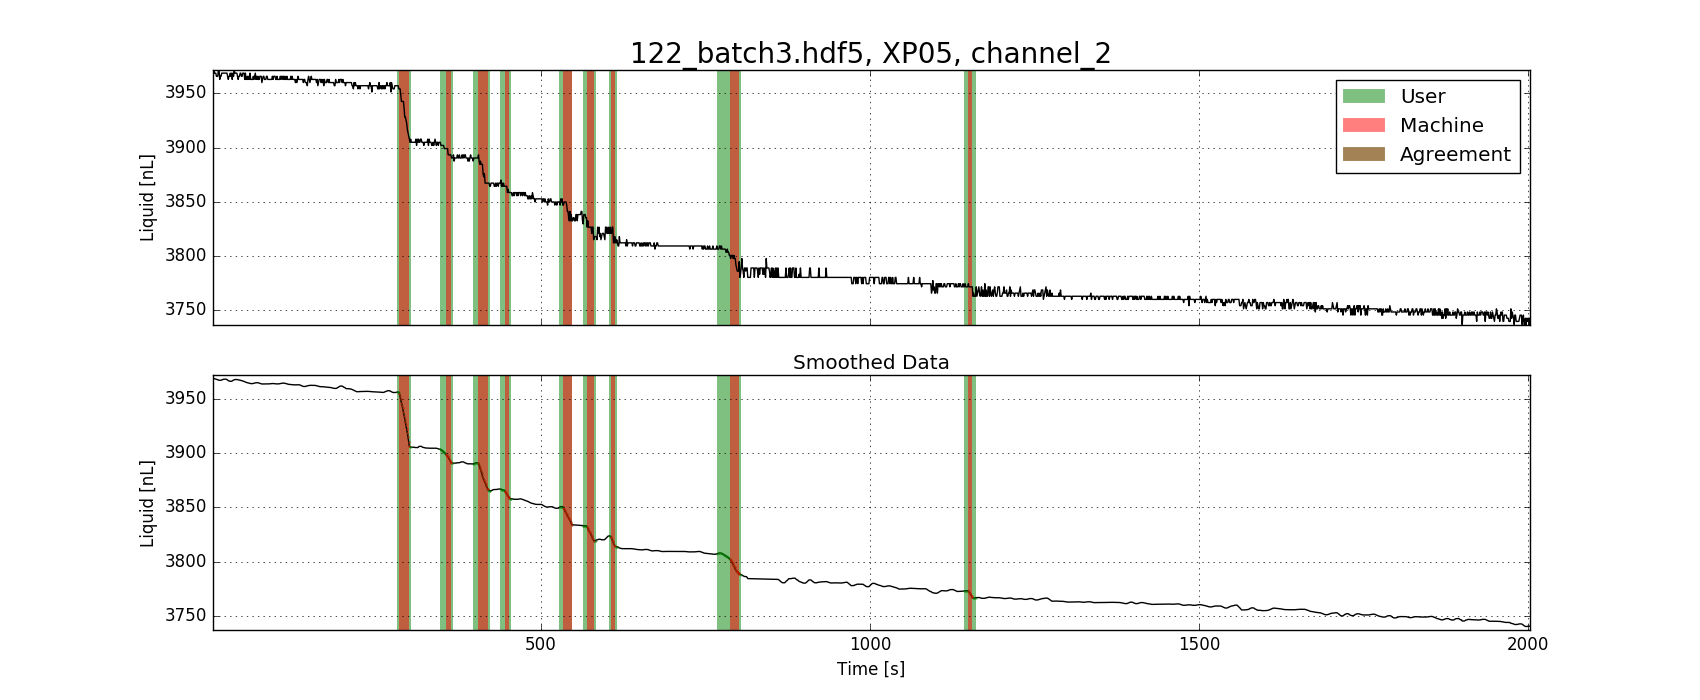 122_batch3.hdf5, XP05, channel_2
3950
3900
3850
3800
3750
Liquid [nL]
User
Machine
Agreement
Smoothed Data
3950
3900
3850
3800
3750
Liquid [nL]
500
1000
1500
2000
Time [s]